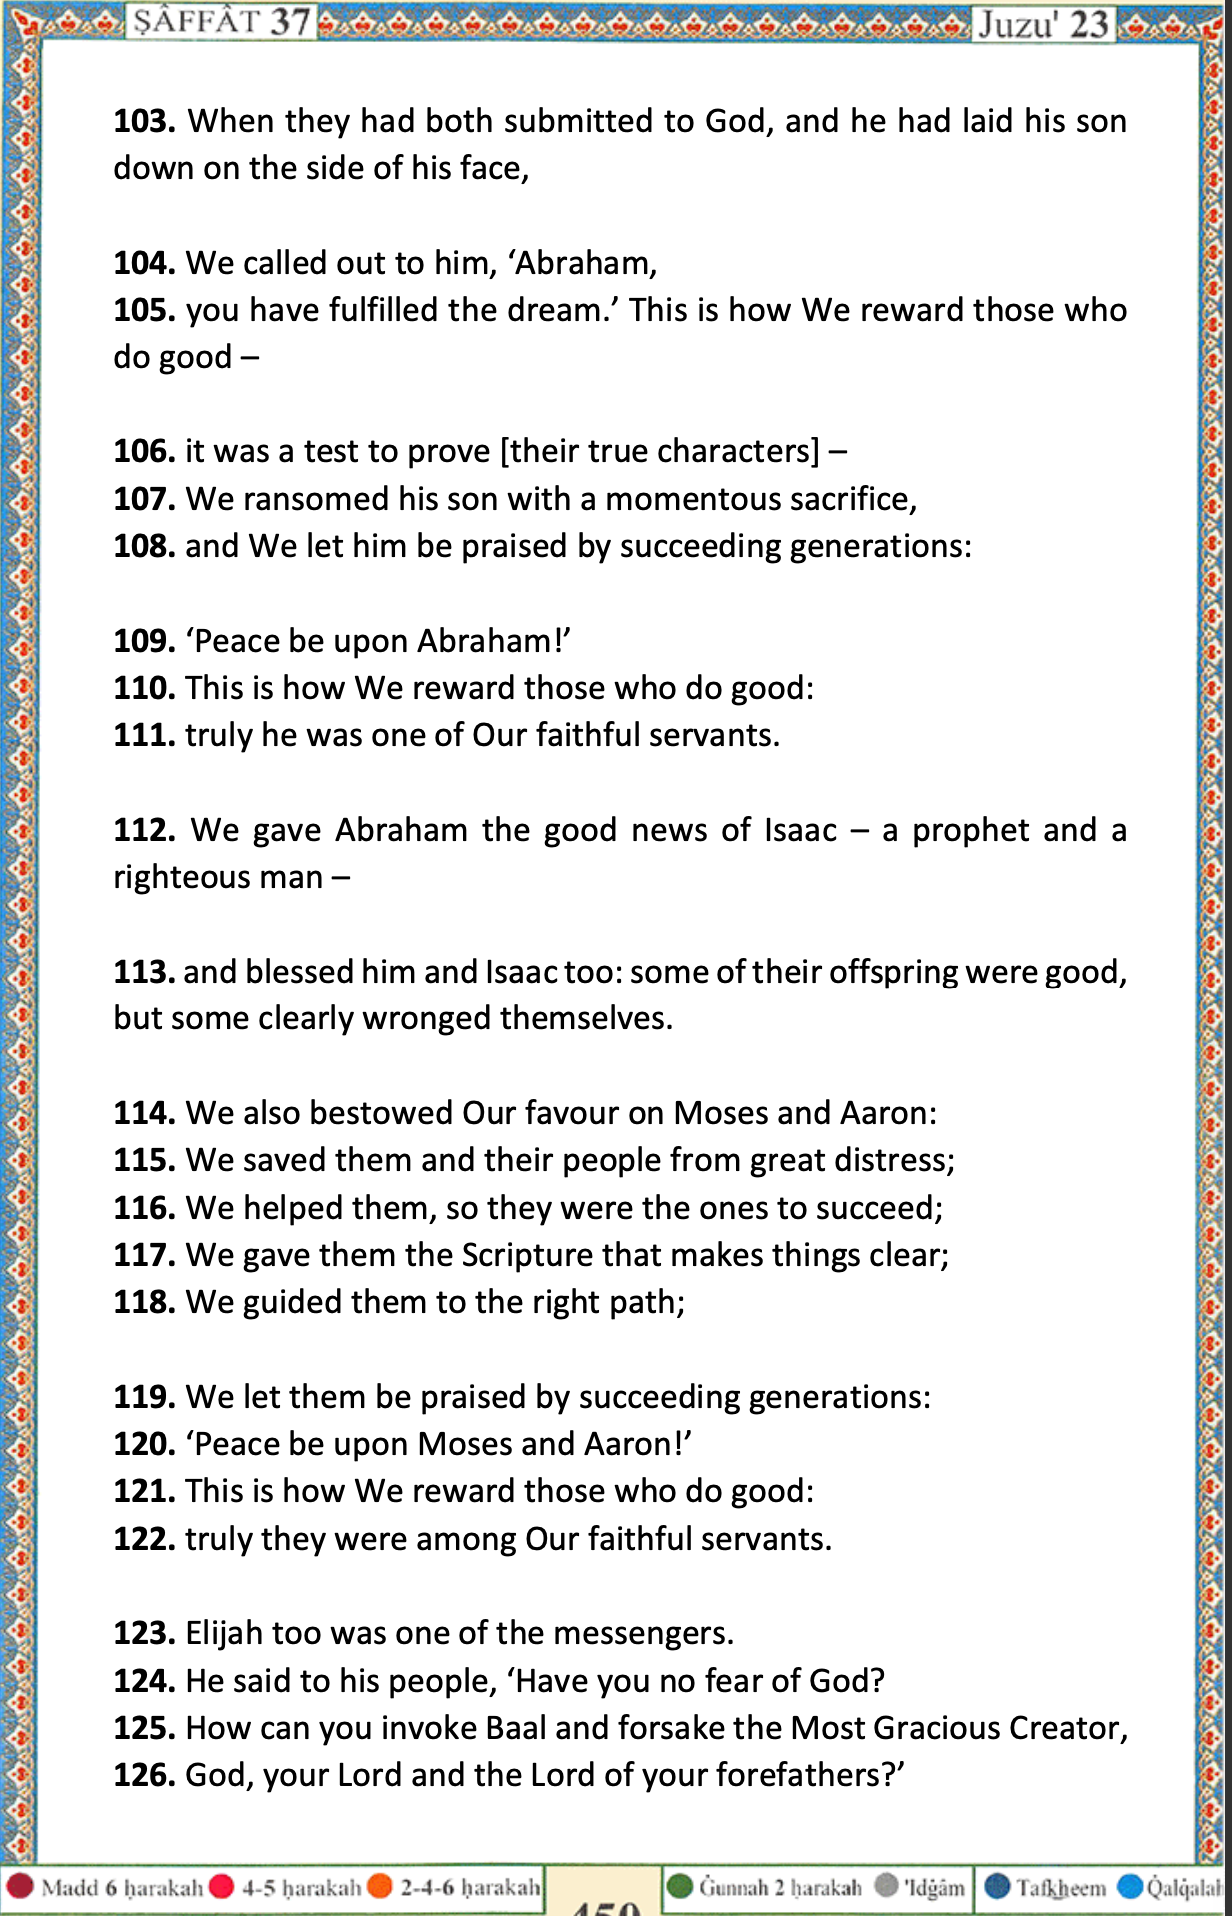 ṢÂFFÂT 37
Juzu' 23
103. When they had both submitted to God, and he had laid his son
down on the side of his face,
104. We called out to him, ‘Abraham,
105. you have fulfilled the dream.’ This is how We reward those who
do good –
106. it was a test to prove [their true characters] –
107. We ransomed his son with a momentous sacrifice,
108. and We let him be praised by succeeding generations:
109. ‘Peace be upon Abraham!’
110. This is how We reward those who do good:
111. truly he was one of Our faithful servants.
112. We gave Abraham the good news of Isaac – a prophet and a
righteous man –
113. and blessed him and Isaac too: some of their offspring were good,
but some clearly wronged themselves.
114. We also bestowed Our favour on Moses and Aaron:
115. We saved them and their people from great distress;
116. We helped them, so they were the ones to succeed;
117. We gave them the Scripture that makes things clear;
118. We guided them to the right path;
119. We let them be praised by succeeding generations:
120. ‘Peace be upon Moses and Aaron!’
121. This is how We reward those who do good:
122. truly they were among Our faithful servants.
123. Elijah too was one of the messengers.
124. He said to his people, ‘Have you no fear of God?
125. How can you invoke Baal and forsake the Most Gracious Creator,
126. God, your Lord and the Lord of your forefathers?’
Madd 6 ḥarakah 4-5 ḥarakah 2-4-6 ḥarakah Ġunnah 2 ḥarakah 'Idġâm Tafkheem Q̇alq̇alah